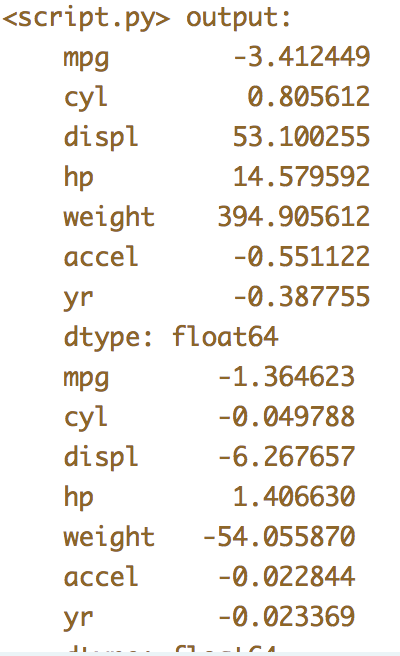 <script.py> output:
mpg -3.412449
cyl 0.805612
displ 53.100255
hp 14.579592
weight 394.905612
accel -0.551122
yr -0.387755
dtype: float64
mpg -1.364623
cyl -0.049788
displ -6.267657
hp 1.406630
weight -54.055870
accel -0.022844
yr -0.023369
dtype: float64